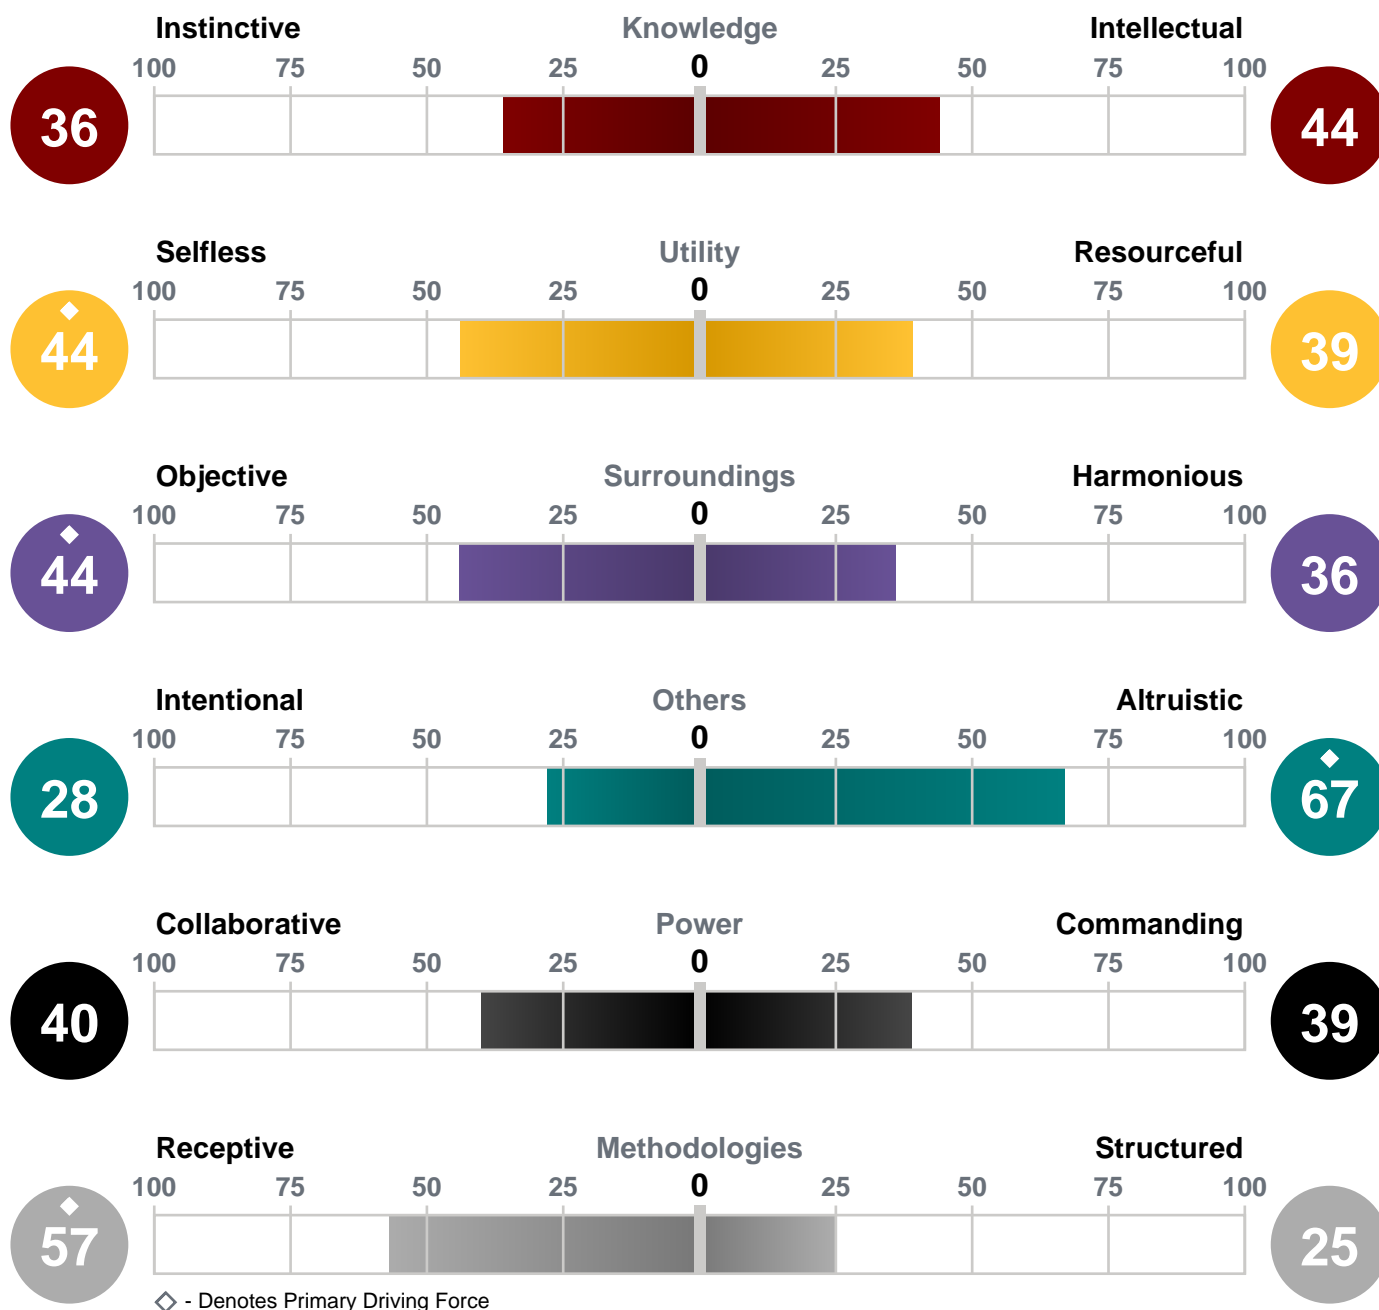 Instinctive Knowledge Intellectual
100 75 50 25 0 25 50 75 100
36 44
Selfless Utility Resourceful
100 75 50 25 0 25 50 75 100
44 39
Objective Surroundings Harmonious
100 75 50 25 0 25 50 75 100
44 36
Intentional Others Altruistic
100 75 50 25 0 25 50 75 100
28 67
Collaborative Power Commanding
100 75 50 25 0 25 50 75 100
40 39
Receptive Methodologies Structured
100 75 50 25 0 25 50 75 100
57 25
- Denotes Primary Driving Force